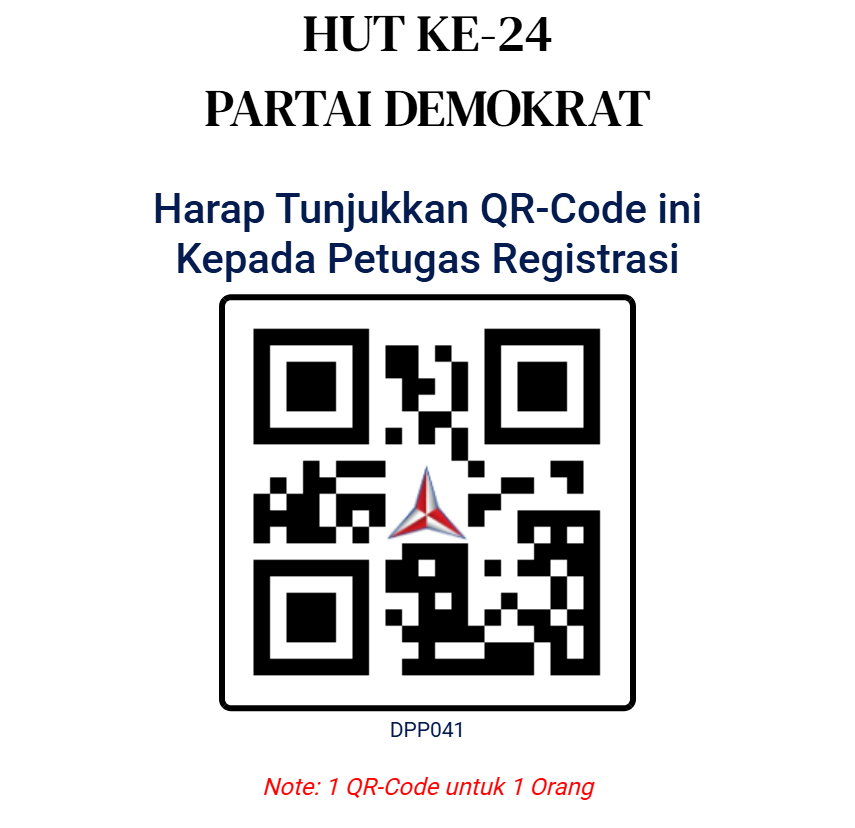 HUT KE-24
PARTAI DEMOKRAT
Harap Tunjukkan QR-Code ini
Kepada Petugas Registrasi
DPP041
Note: 1 QR-Code untuk 1 Orang